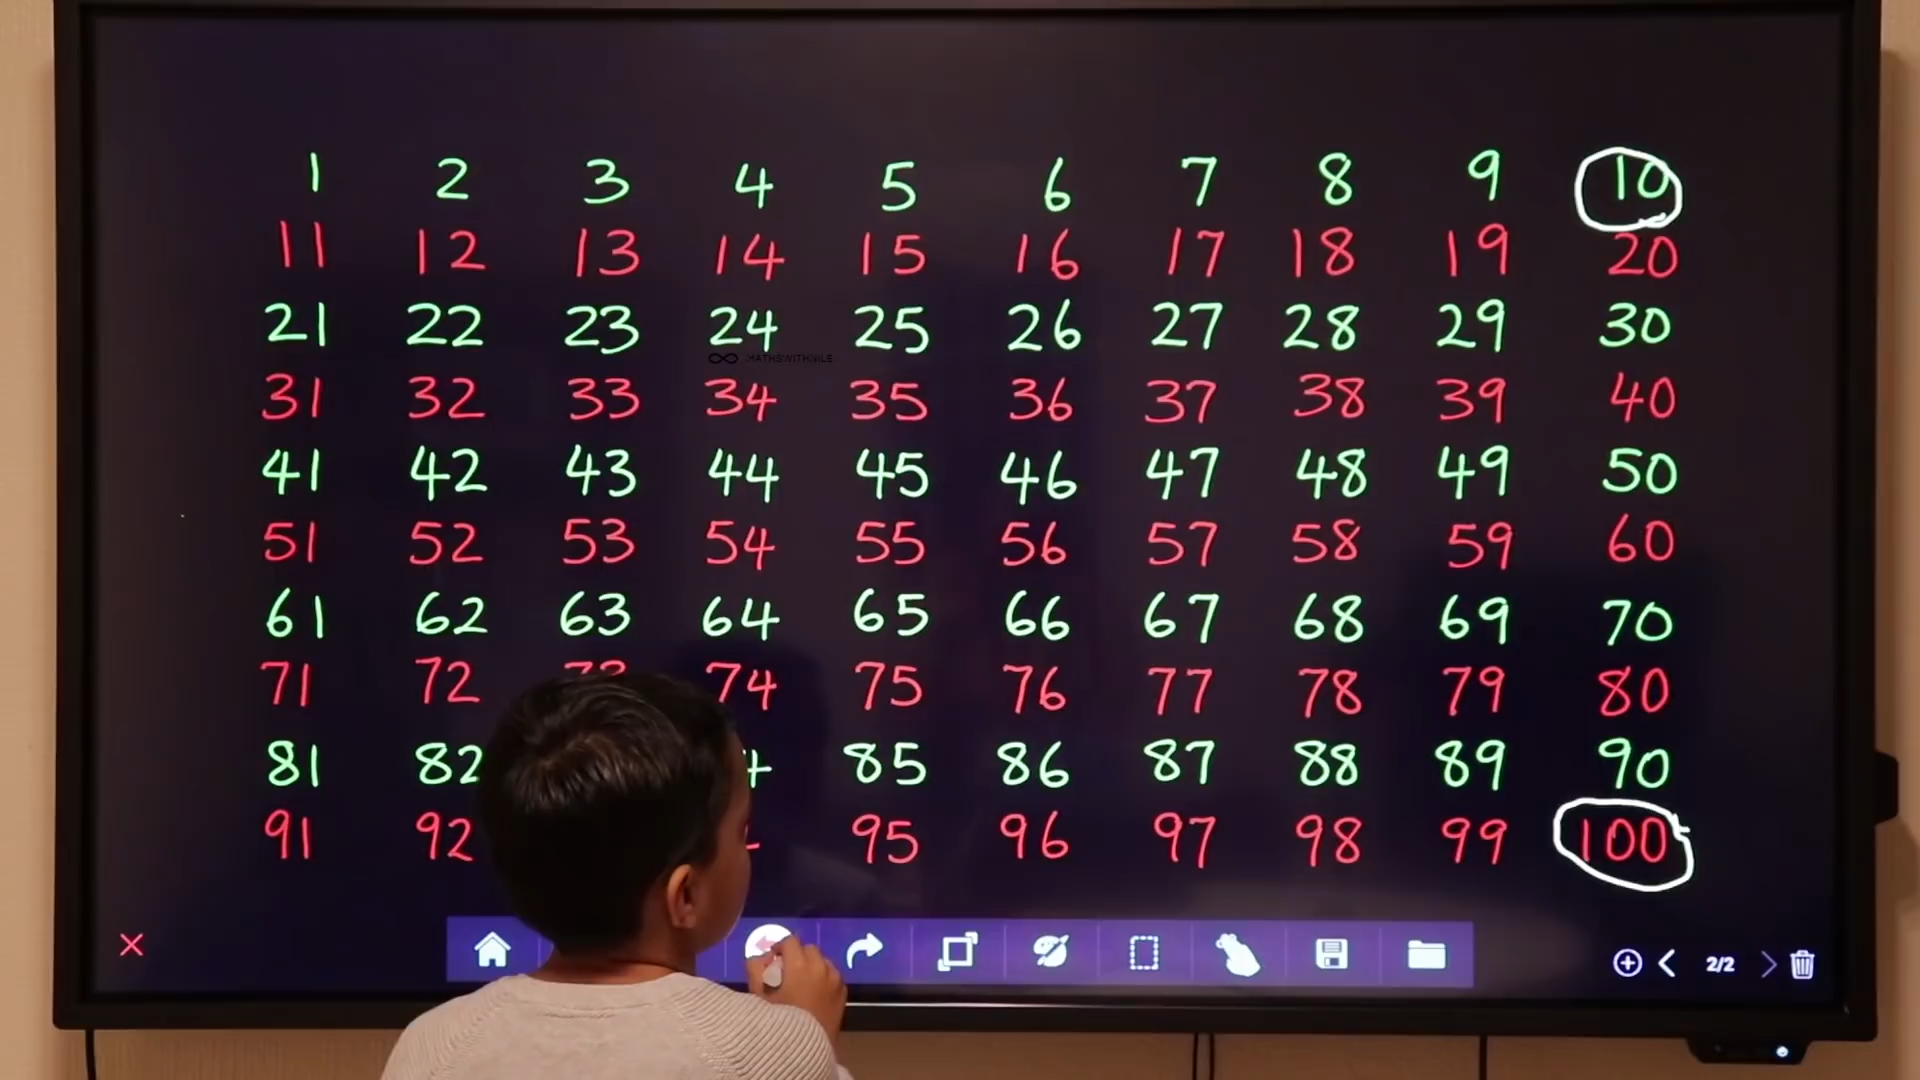 1 2 3 4 5 6 7 8 9 10
11 12 13 14 15 16 17 18 19 20
21 22 23 24 25 26 27 28 29 30
MATHSWITHNILE
31 32 33 34 35 36 37 38 39 40
41 42 43 44 45 46 47 48 49 50
51 52 53 54 55 56 57 58 59 60
61 62 63 64 65 66 67 68 69 70
71 72 73 74 75 76 77 78 79 80
81 82 85 86 87 88 89 90
91 92 95 96 97 98 99 100
2/2